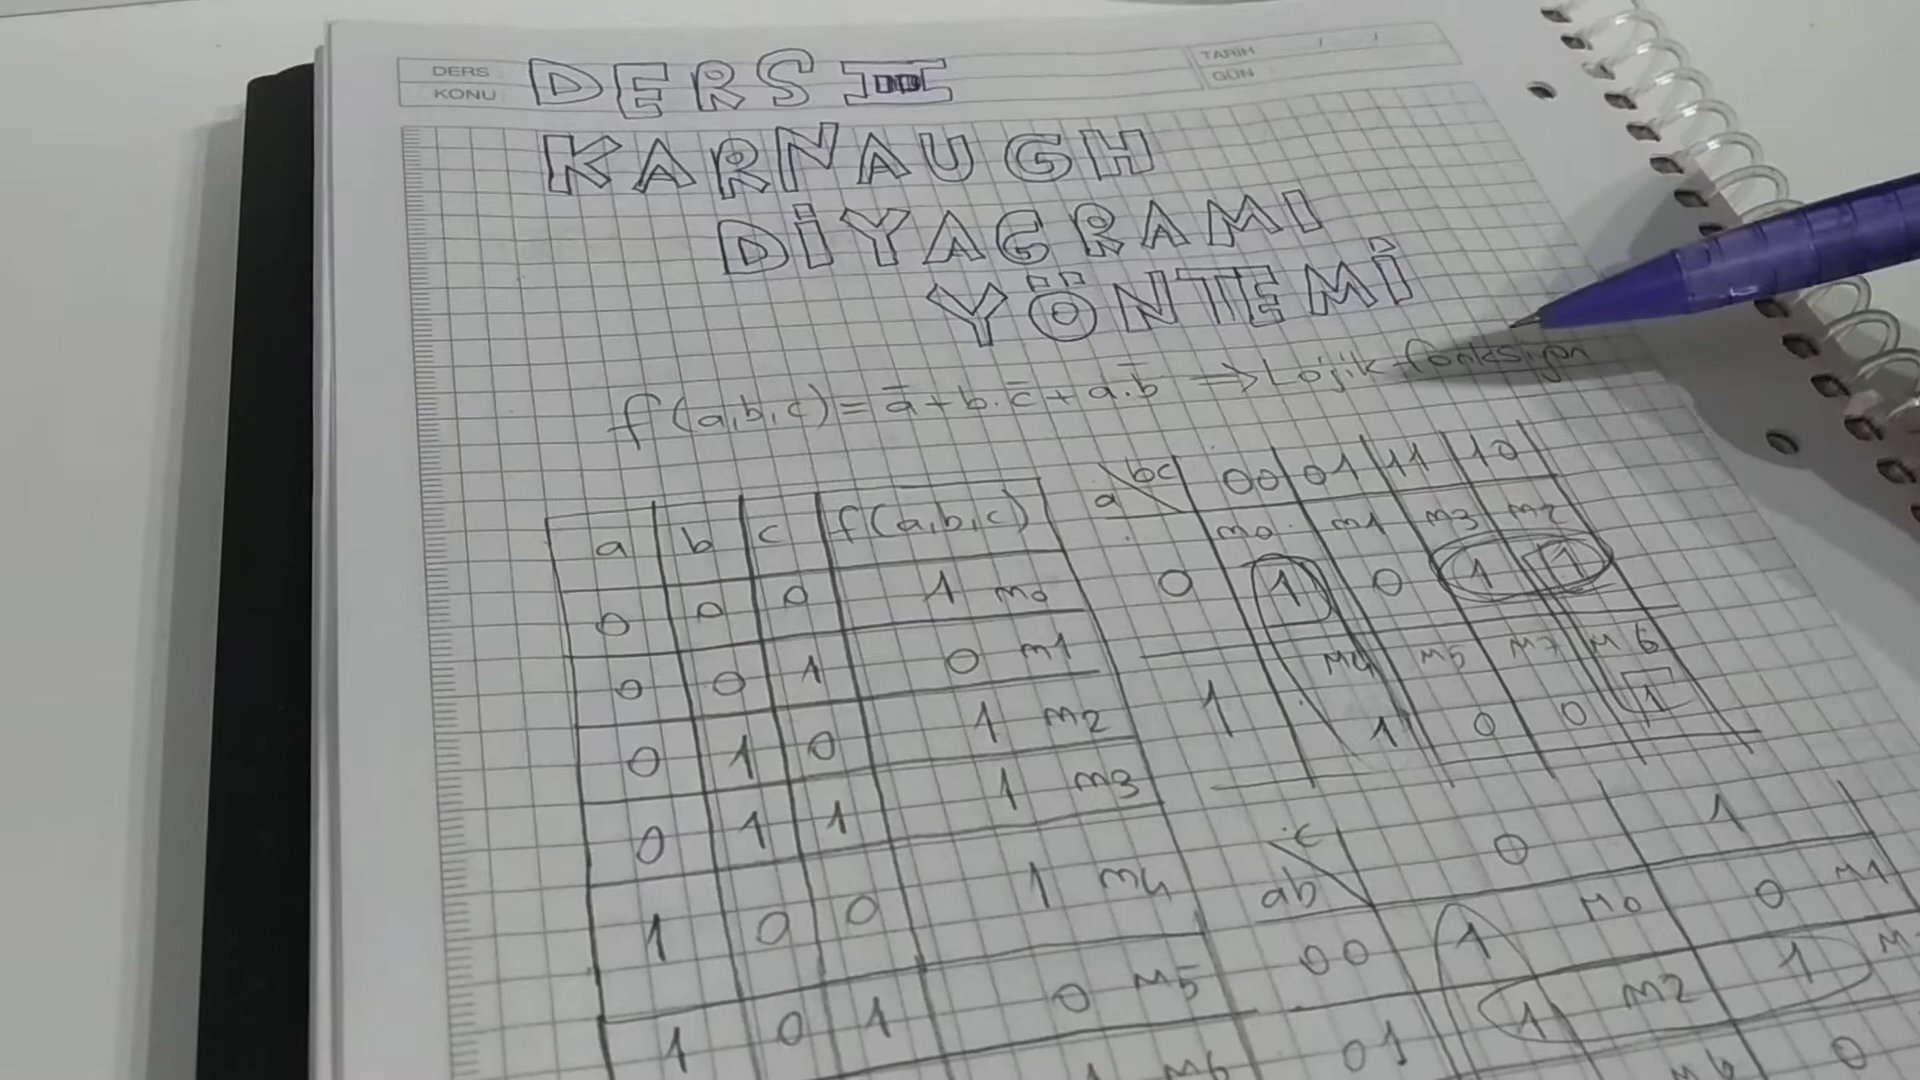 DERS
KONU
TARİH / /
GÜN
DERS II
KARNAUGH
DİYAGRAMI
YÖNTEMİ
f(a,b,c) = a̅ + b.c̅ + a.b̅ ⇒ Lojik fonksiyon
a b c f(a,b,c)
0 0 0 1 m0
0 0 1 0 m1
0 1 0 1 m2
0 1 1 1 m3
1 0 0 1 m4
1 0 1 0 m5
1 m6
a\bc 00 01 11 10
m0 m1 m3 m2
0 1 0 1 1
m4 m5 m7 m6
1 1 0 0 1
ab\c 0 1
00 1 m0 0 m1
01 1 m2 1
m6 0